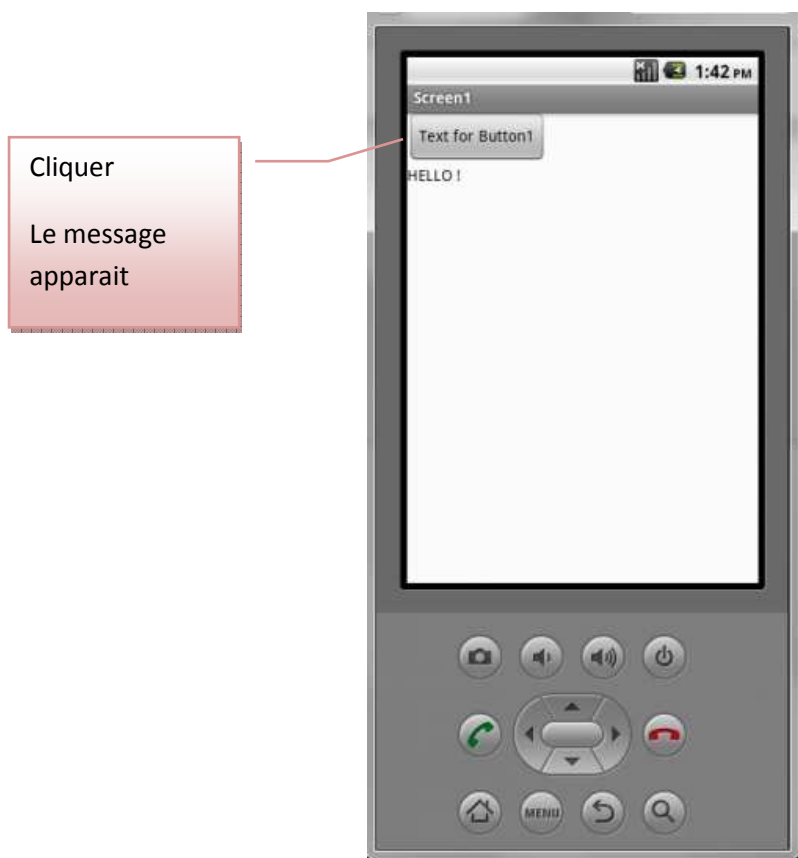 1:42 PM
Screen1
Text for Button1
HELLO !
Cliquer
Le message
apparait
MENU